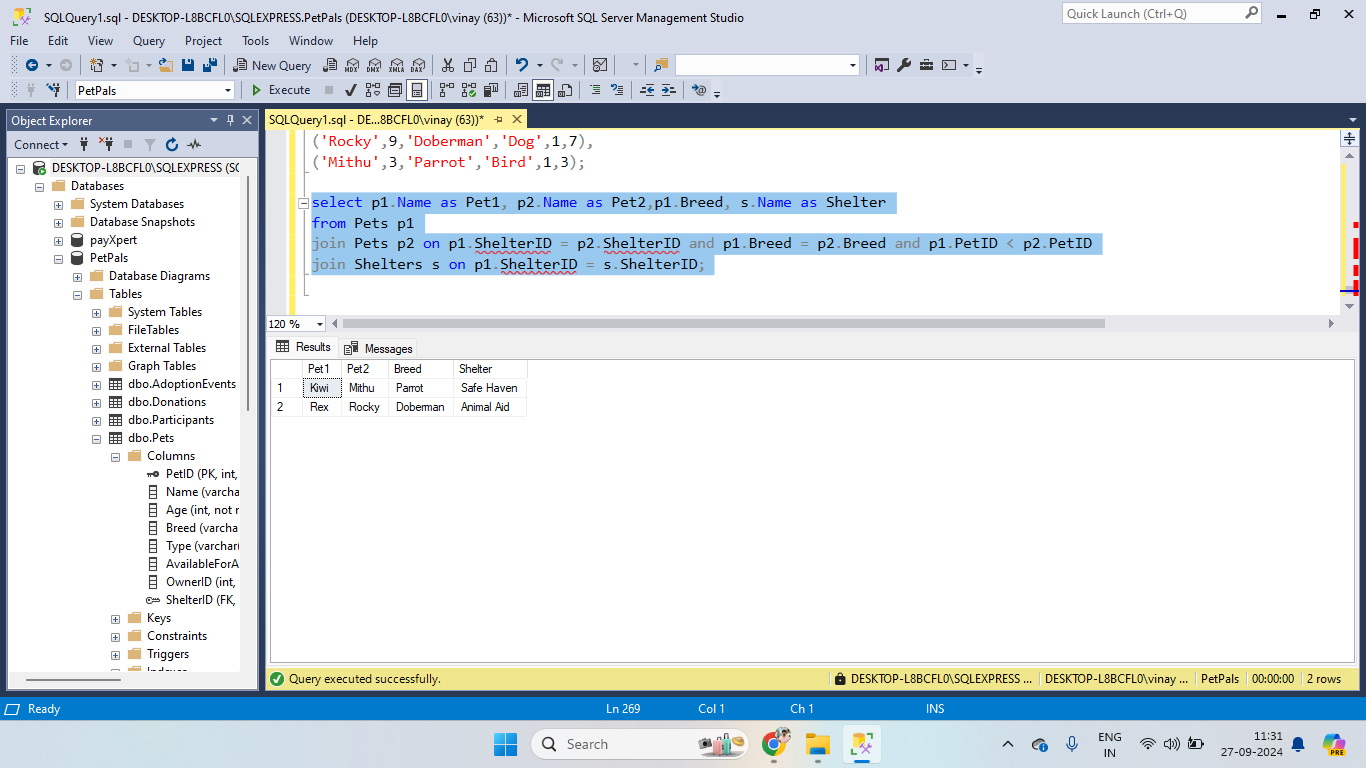 SQLQuery1.sql - DESKTOP-L8BCFL0\SQLEXPRESS.PetPals (DESKTOP-L8BCFL0\vinay (63))* - Microsoft SQL Server Management Studio
Quick Launch (Ctrl+Q)
File Edit View Query Project Tools Window Help
New Query
MDX DMX XMLA DAX
PetPals
Execute
Object Explorer
Connect
DESKTOP-L8BCFL0\SQLEXPRESS (SQ
Databases
System Databases
Database Snapshots
payXpert
PetPals
Database Diagrams
Tables
System Tables
FileTables
External Tables
Graph Tables
dbo.AdoptionEvents
dbo.Donations
dbo.Participants
dbo.Pets
Columns
PetID (PK, int,
Name (varcha
Age (int, not r
Breed (varcha
Type (varchar(
AvailableForA
OwnerID (int,
ShelterID (FK,
Keys
Constraints
Triggers
Indexes
SQLQuery1.sql - DE...8BCFL0\vinay (63))*
('Rocky',9,'Doberman','Dog',1,7),
('Mithu',3,'Parrot','Bird',1,3);
select p1.Name as Pet1, p2.Name as Pet2,p1.Breed, s.Name as Shelter
from Pets p1
join Pets p2 on p1.ShelterID = p2.ShelterID and p1.Breed = p2.Breed and p1.PetID < p2.PetID
join Shelters s on p1.ShelterID = s.ShelterID;
120 %
Results Messages
Pet1 Pet2 Breed Shelter
1 Kiwi Mithu Parrot Safe Haven
2 Rex Rocky Doberman Animal Aid
Query executed successfully.
DESKTOP-L8BCFL0\SQLEXPRESS ... DESKTOP-L8BCFL0\vinay ... PetPals 00:00:00 2 rows
Ready Ln 269 Col 1 Ch 1 INS
Search
ENG
IN
11:31
27-09-2024
PRE